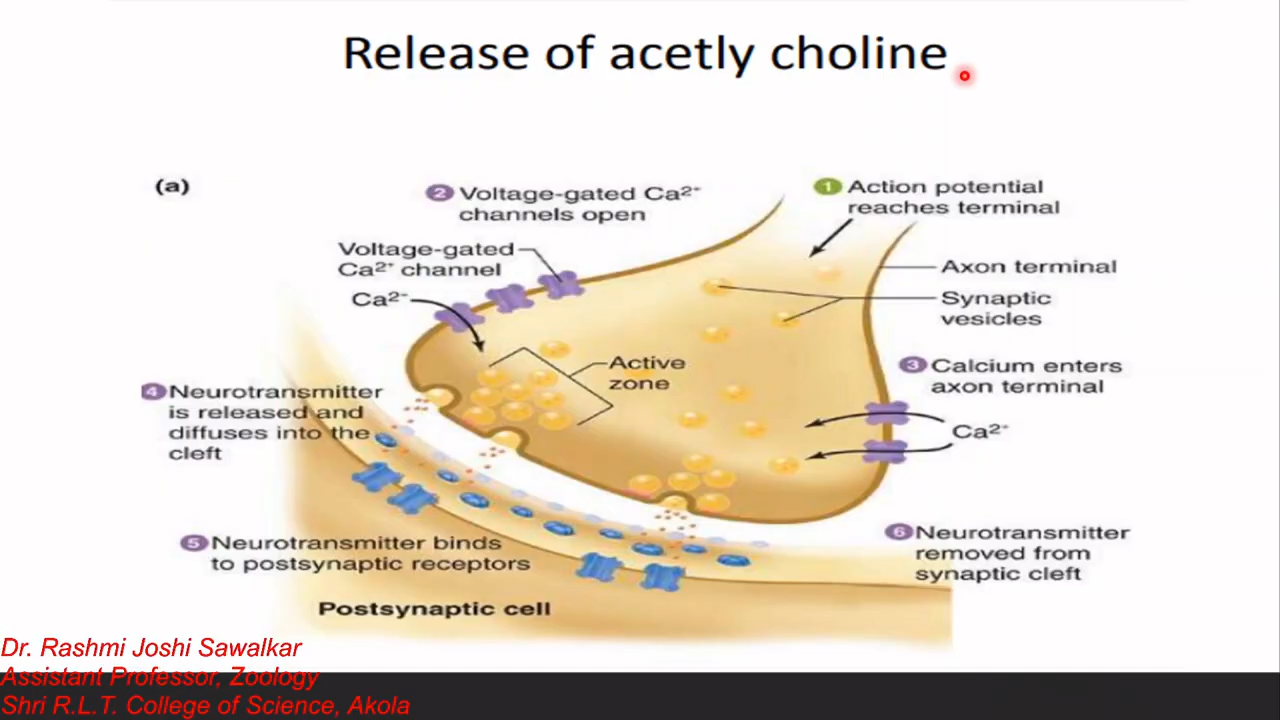 Release of acetly choline
(a)
2 Voltage-gated Ca2+
channels open
1 Action potential
reaches terminal
Voltage-gated
Ca2+ channel
Ca2-
Axon terminal
Synaptic
vesicles
Active
zone
3 Calcium enters
axon terminal
4 Neurotransmitter
is released and
diffuses into the
cleft
Ca2+
5 Neurotransmitter binds
to postsynaptic receptors
6 Neurotransmitter
removed from
synaptic cleft
Postsynaptic cell
Dr. Rashmi Joshi Sawalkar
Assistant Professor, Zoology
Shri R.L.T. College of Science, Akola